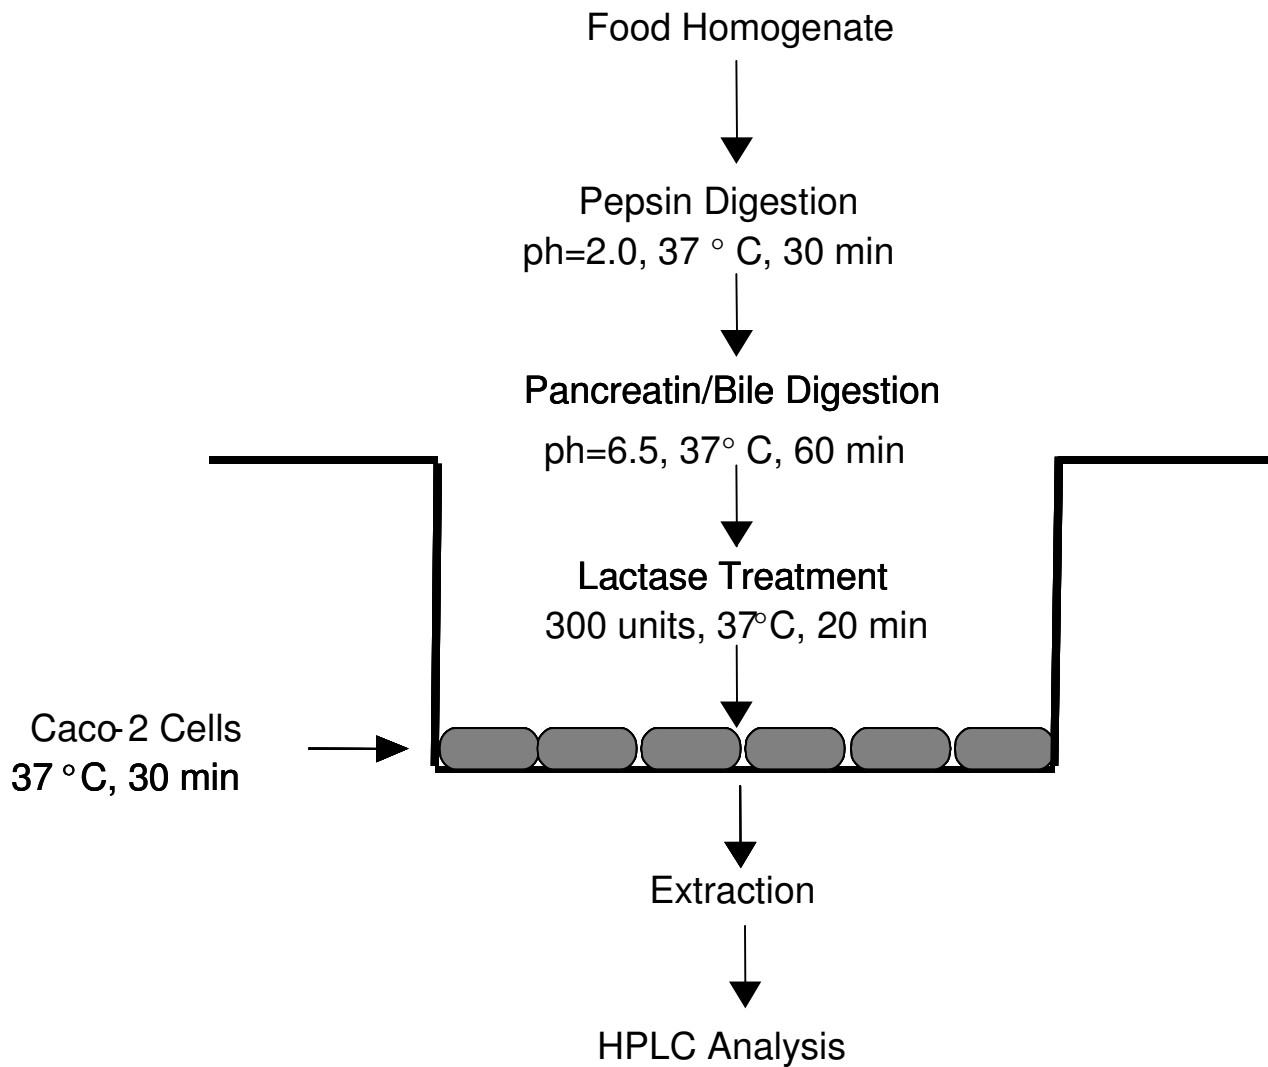 Food Homogenate
Pepsin Digestion
ph=2.0, 37 ° C, 30 min
Pancreatin/Bile Digestion
ph=6.5, 37° C, 60 min
Lactase Treatment
300 units, 37°C, 20 min
Caco-2 Cells
37 °C, 30 min
Extraction
HPLC Analysis